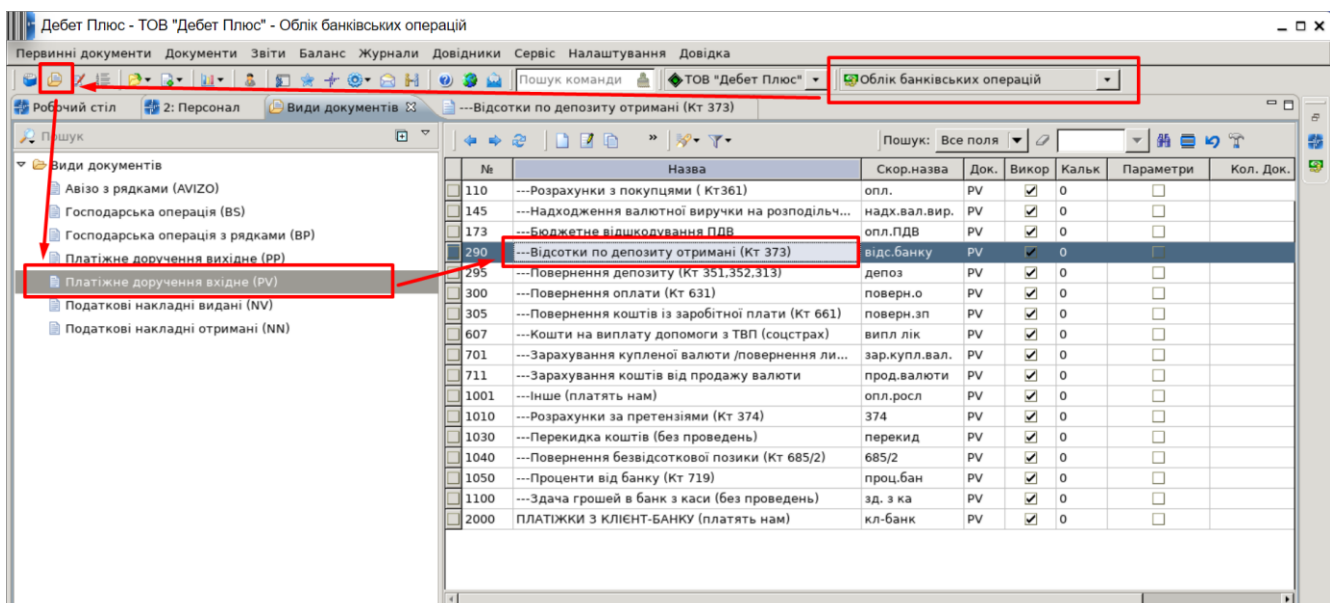 Дебет Плюс - ТОВ "Дебет Плюс" - Облік банківських операцій
Первинні документи Документи Звіти Баланс Журнали Довідники Сервіс Налаштування Довідка
Пошук команди ТОВ "Дебет Плюс" Облік банківських операцій
Робочий стіл 2: Персонал Види документів ---Відсотки по депозиту отримані (Кт 373)
Пошук Пошук: Все поля
Види документів
Авізо з рядками (AVIZO)
Господарська операція (BS)
Господарська операція з рядками (BP)
Платіжне доручення вихідне (PP)
Платіжне доручення вхідне (PV)
Податкові накладні видані (NV)
Податкові накладні отримані (NN)
№ Назва Скор.назва Док. Викор Кальк Параметри Кол. Док.
110 ---Розрахунки з покупцями ( Кт361) опл. PV 0
145 ---Надходження валютної виручки на розподільч... надх.вал.вир. PV 0
173 ---Бюджетне відшкодування ПДВ опл.ПДВ PV 0
290 ---Відсотки по депозиту отримані (Кт 373) відс.банку PV 0
295 ---Повернення депозиту (Кт 351,352,313) депоз PV 0
300 ---Повернення оплати (Кт 631) поверн.о PV 0
305 ---Повернення коштів із заробітної плати (Кт 661) поверн.зп PV 0
607 ---Кошти на виплату допомоги з ТВП (соцстрах) випл лік PV 0
701 ---Зарахування купленої валюти /повернення ли... зар.купл.вал. PV 0
711 ---Зарахування коштів від продажу валюти прод.валюти PV 0
1001 ---Інше (платять нам) опл.росл PV 0
1010 ---Розрахунки за претензіями (Кт 374) 374 PV 0
1030 ---Перекидка коштів (без проведень) перекид PV 0
1040 ---Повернення безвідсоткової позики (Кт 685/2) 685/2 PV 0
1050 ---Проценти від банку (Кт 719) проц.бан PV 0
1100 ---Здача грошей в банк з каси (без проведень) зд. з ка PV 0
2000 ПЛАТІЖКИ З КЛІЄНТ-БАНКУ (платять нам) кл-банк PV 0